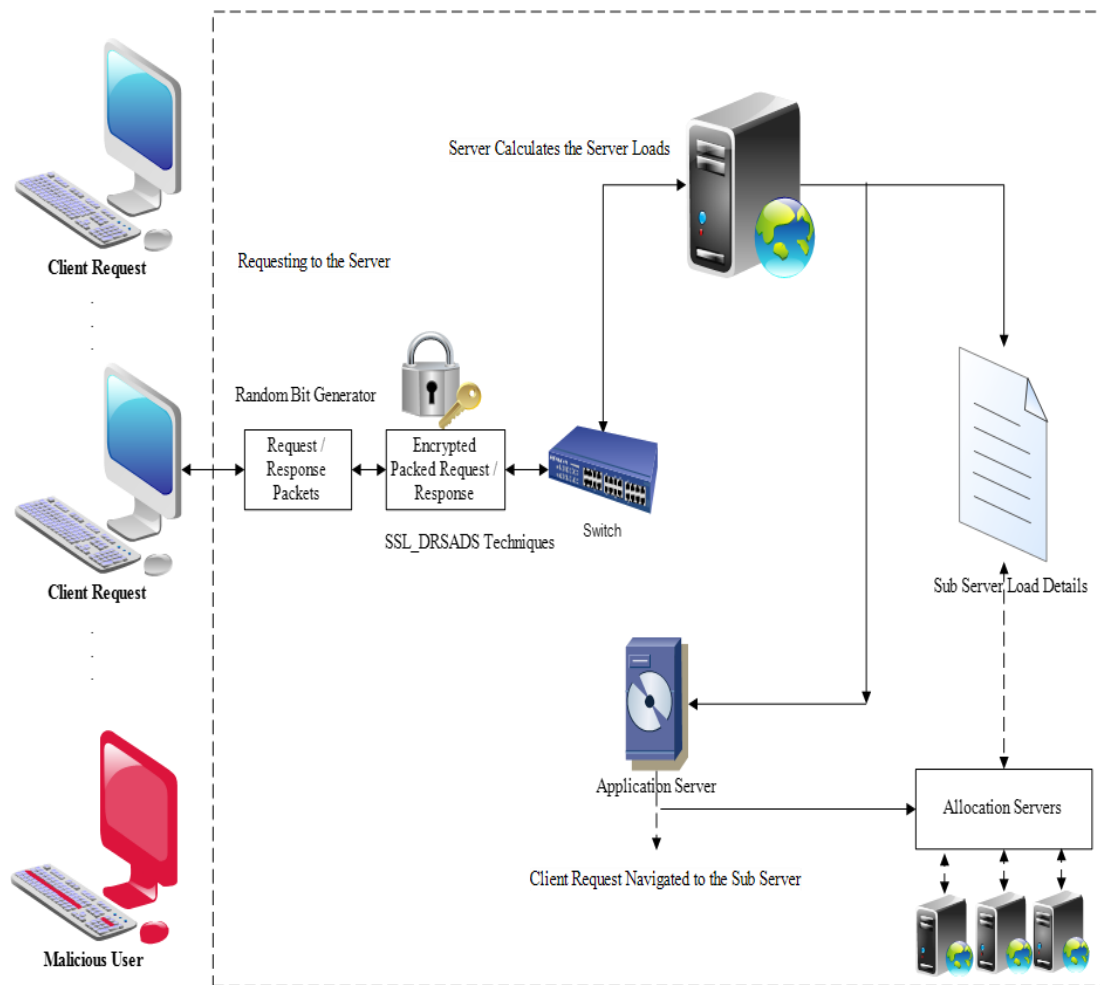 Server Calculates the Server Loads
Client Request
Requesting to the Server
Random Bit Generator
Request /
Response
Packets
Encrypted
Packed Request /
Response
SSL_DRSADS Techniques
Switch
Client Request
Sub Server Load Details
Application Server
Allocation Servers
Client Request Navigated to the Sub Server
Malicious User